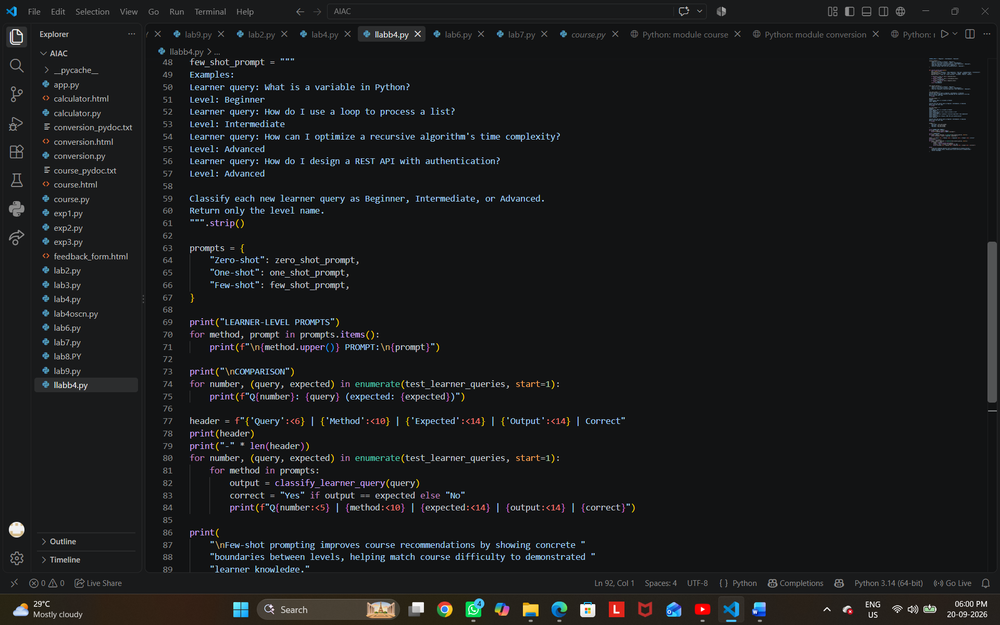 File Edit Selection View Go Run Terminal Help
AIAC
Explorer
AIAC
__pycache__
app.py
calculator.html
calculator.py
conversion_pydoc.txt
conversion.html
conversion.py
course_pydoc.txt
course.html
course.py
exp1.py
exp2.py
exp3.py
feedback_form.html
lab2.py
lab3.py
lab4.py
lab4oscn.py
lab6.py
lab7.py
lab8.PY
lab9.py
llabb4.py
Outline
Timeline
lab9.py lab2.py lab4.py llabb4.py lab6.py lab7.py course.py Python: module course Python: module conversion Python:
llabb4.py > ...
48 few_shot_prompt = """
49 Examples:
50 Learner query: What is a variable in Python?
51 Level: Beginner
52 Learner query: How do I use a loop to process a list?
53 Level: Intermediate
54 Learner query: How can I optimize a recursive algorithm's time complexity?
55 Level: Advanced
56 Learner query: How do I design a REST API with authentication?
57 Level: Advanced
58
59 Classify each new learner query as Beginner, Intermediate, or Advanced.
60 Return only the level name.
61 """.strip()
62
63 prompts = {
64     "Zero-shot": zero_shot_prompt,
65     "One-shot": one_shot_prompt,
66     "Few-shot": few_shot_prompt,
67 }
68
69 print("LEARNER-LEVEL PROMPTS")
70 for method, prompt in prompts.items():
71     print(f"\n{method.upper()} PROMPT:\n{prompt}")
72
73 print("\nCOMPARISON")
74 for number, (query, expected) in enumerate(test_learner_queries, start=1):
75     print(f"Q{number}: {query} (expected: {expected})")
76
77 header = f"{'Query':<6} | {'Method':<10} | {'Expected':<14} | {'Output':<14} | Correct"
78 print(header)
79 print("-" * len(header))
80 for number, (query, expected) in enumerate(test_learner_queries, start=1):
81     for method in prompts:
82         output = classify_learner_query(query)
83         correct = "Yes" if output == expected else "No"
84         print(f"Q{number:<5} | {method:<10} | {expected:<14} | {output:<14} | {correct}")
85
86 print(
87     "\nFew-shot prompting improves course recommendations by showing concrete "
88     "boundaries between levels, helping match course difficulty to demonstrated "
89     "learner knowledge."
0 0 Live Share
Ln 92, Col 1 Spaces: 4 UTF-8 { } Python Completions Python 3.14 (64-bit) Go Live
29°C
Mostly cloudy
Search
4
ENG
US
06:00 PM
20-09-2026